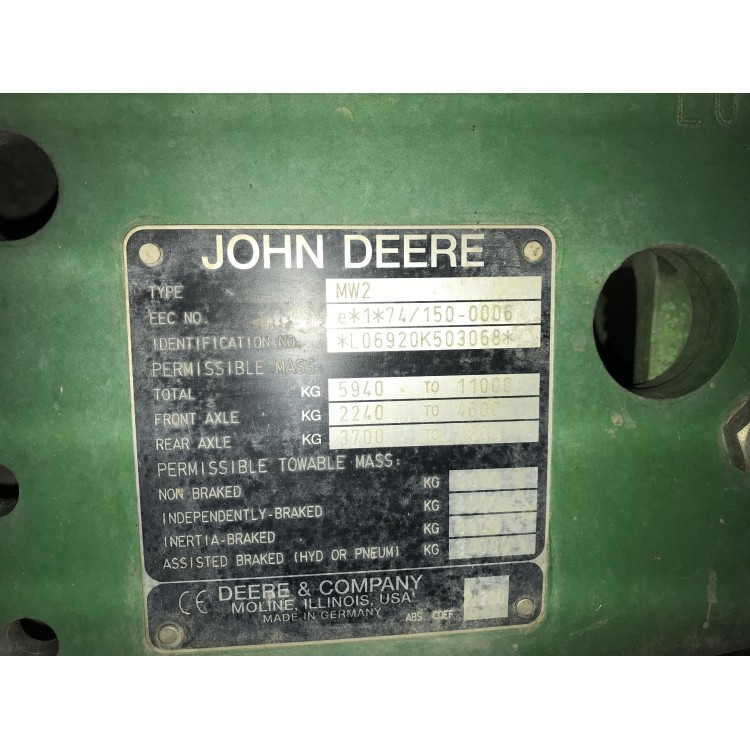 JOHN DEERE
TYPE MW2
EEC NO. e*1*74/150-0006
IDENTIFICATION NO. *L06920K503068*
PERMISSIBLE MASS:
TOTAL KG 5940 TO 11000
FRONT AXLE KG 2240 TO 4600
REAR AXLE KG 3700 TO
PERMISSIBLE TOWABLE MASS:
NON BRAKED KG
INDEPENDENTLY-BRAKED KG
INERTIA-BRAKED KG
ASSISTED BRAKED (HYD OR PNEUM) KG
CE DEERE & COMPANY
MOLINE, ILLINOIS, USA
MADE IN GERMANY
ABS. COEF.